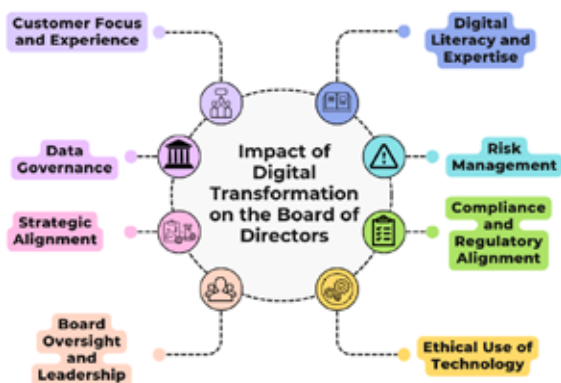 Customer Focus
and Experience
Digital
Literacy and
Expertise
Data
Governance
Impact of
Digital
Transformation
on the Board of
Directors
Risk
Management
Strategic
Alignment
Compliance
and
Regulatory
Alignment
Board
Oversight
and
Leadership
Ethical Use of
Technology